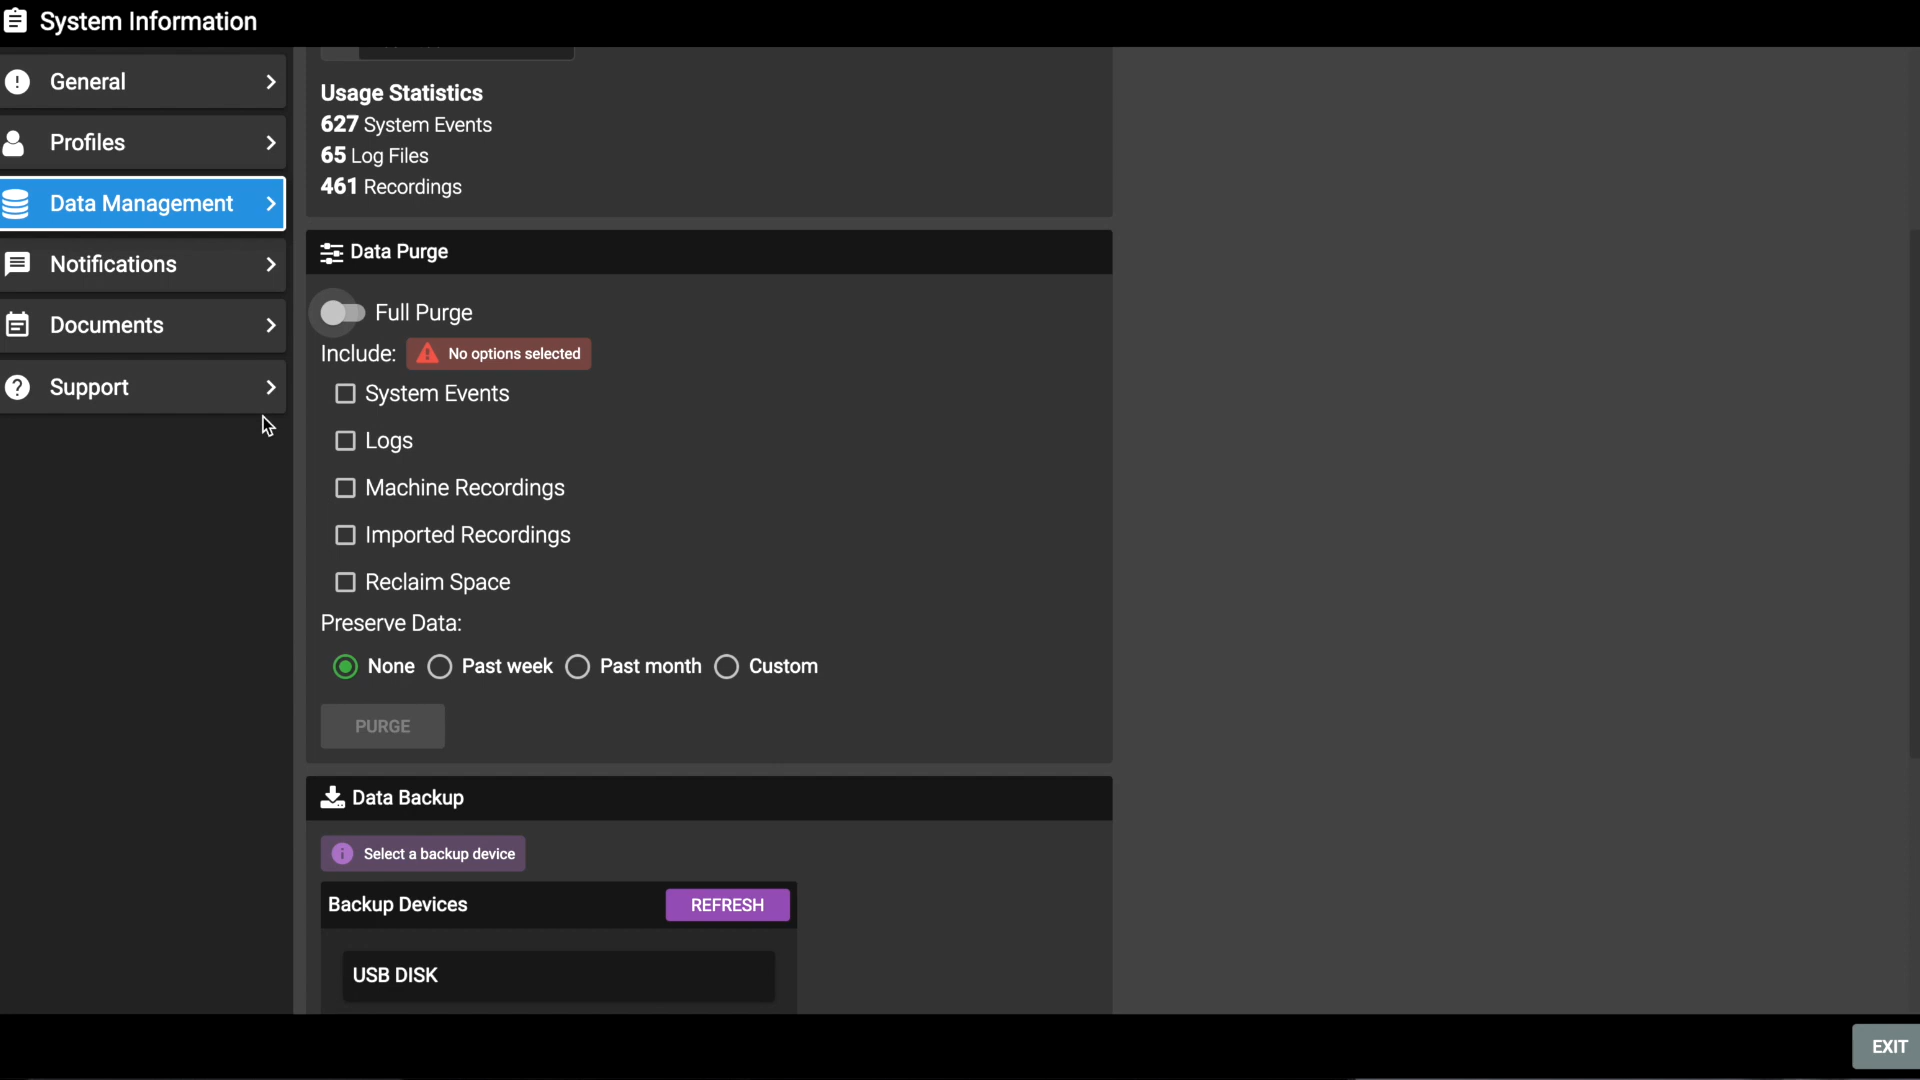 System Information
General
Profiles
Data Management
Notifications
Documents
Support
Usage Statistics
627 System Events
65 Log Files
461 Recordings
Data Purge
Full Purge
Include: No options selected
System Events
Logs
Machine Recordings
Imported Recordings
Reclaim Space
Preserve Data:
None Past week Past month Custom
PURGE
Data Backup
Select a backup device
Backup Devices REFRESH
USB DISK
EXIT